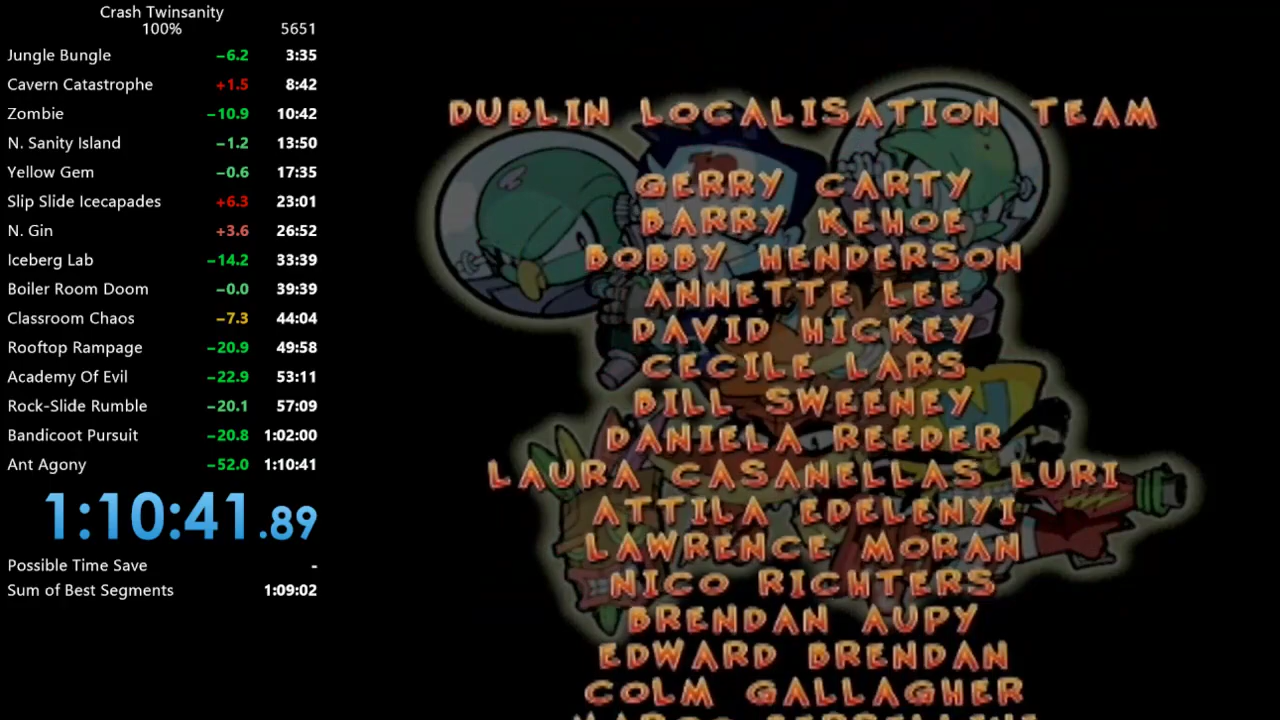 Crash Twinsanity
100% 5651
Jungle Bungle −6.2 3:35
Cavern Catastrophe +1.5 8:42
Zombie −10.9 10:42
N. Sanity Island −1.2 13:50
Yellow Gem −0.6 17:35
Slip Slide Icecapades +6.3 23:01
N. Gin +3.6 26:52
Iceberg Lab −14.2 33:39
Boiler Room Doom −0.0 39:39
Classroom Chaos −7.3 44:04
Rooftop Rampage −20.9 49:58
Academy Of Evil −22.9 53:11
Rock-Slide Rumble −20.1 57:09
Bandicoot Pursuit −20.8 1:02:00
Ant Agony −52.0 1:10:41
1:10:41.89
Possible Time Save -
Sum of Best Segments 1:09:02
DUBLIN LOCALISATION TEAM
GERRY CARTY
BARRY KEHOE
BOBBY HENDERSON
ANNETTE LEE
DAVID HICKEY
CECILE LARS
BILL SWEENEY
DANIELA REEDER
LAURA CASANELLAS LURI
ATTILA EDELENYI
LAWRENCE MORAN
NICO RICHTERS
BRENDAN AUPY
EDWARD BRENDAN
COLM GALLAGHER